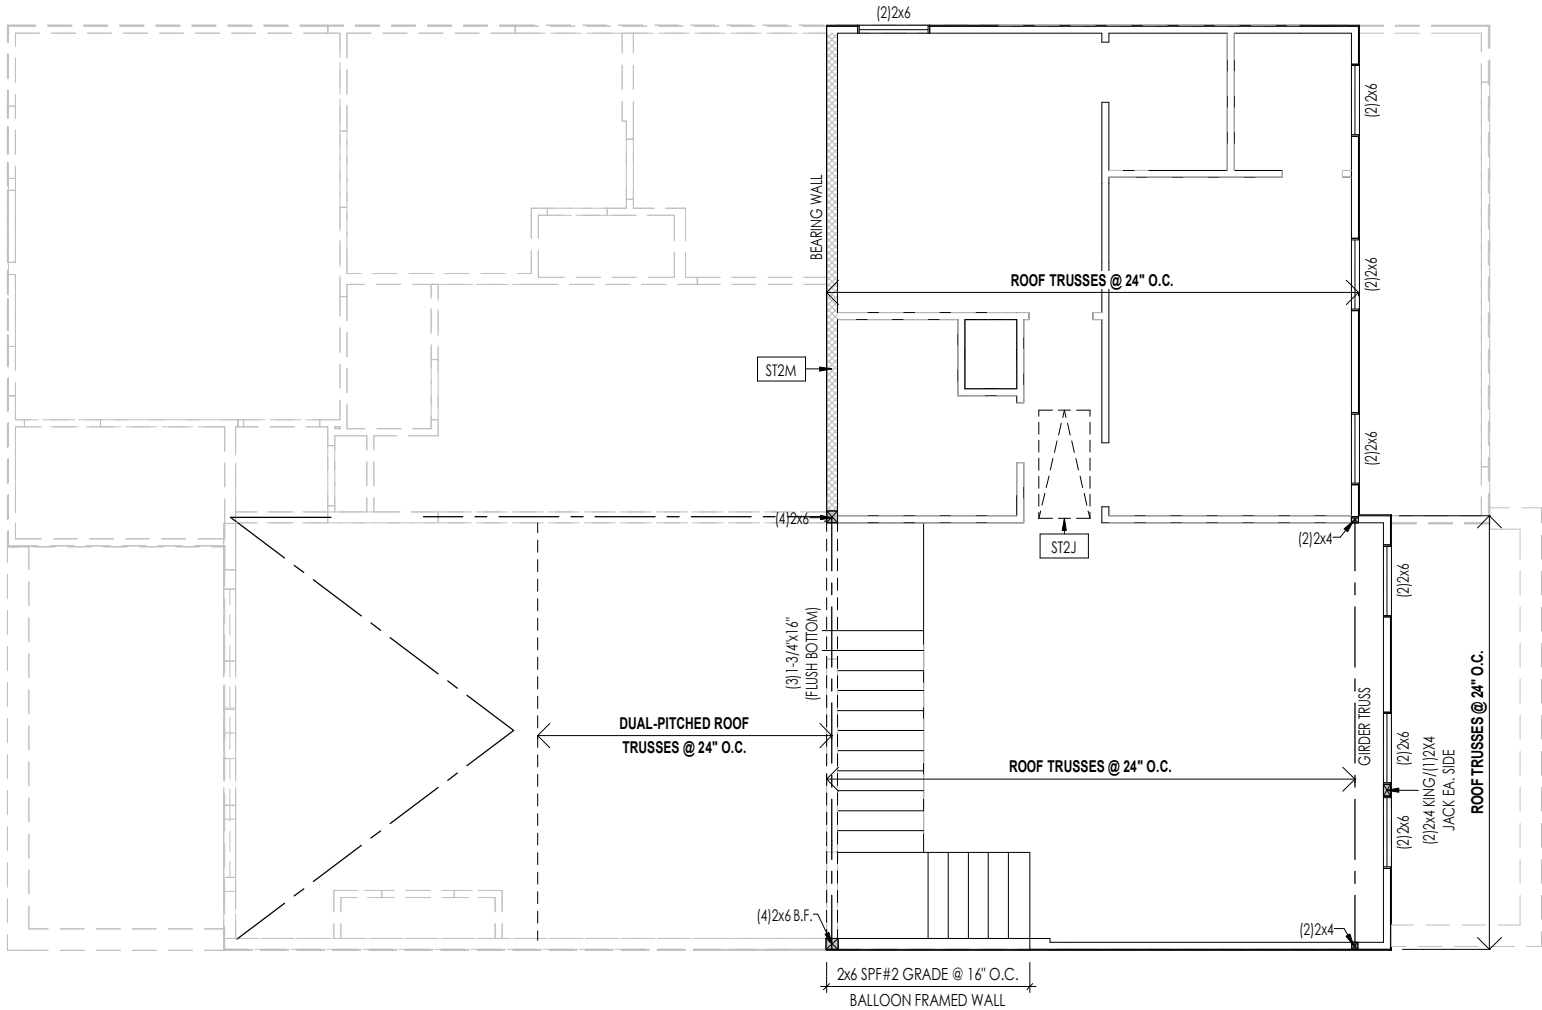 (2)2x6
(2)2x6
BEARING WALL
ROOF TRUSSES @ 24" O.C.
(2)2x6
ST2M
(2)2x6
(4)2x6
(2)2x4
ST2J
(2)2x6
(3)1-3/4"x16"
(FLUSH BOTTOM)
DUAL-PITCHED ROOF
TRUSSES @ 24" O.C.
ROOF TRUSSES @ 24" O.C.
GIRDER TRUSS
(2)2x6
(2)2x6
(2)2x4 KING/(1)2X4
JACK EA. SIDE
ROOF TRUSSES @ 24" O.C.
(4)2x6 B.F.
(2)2x4
2x6 SPF#2 GRADE @ 16" O.C.
BALLOON FRAMED WALL